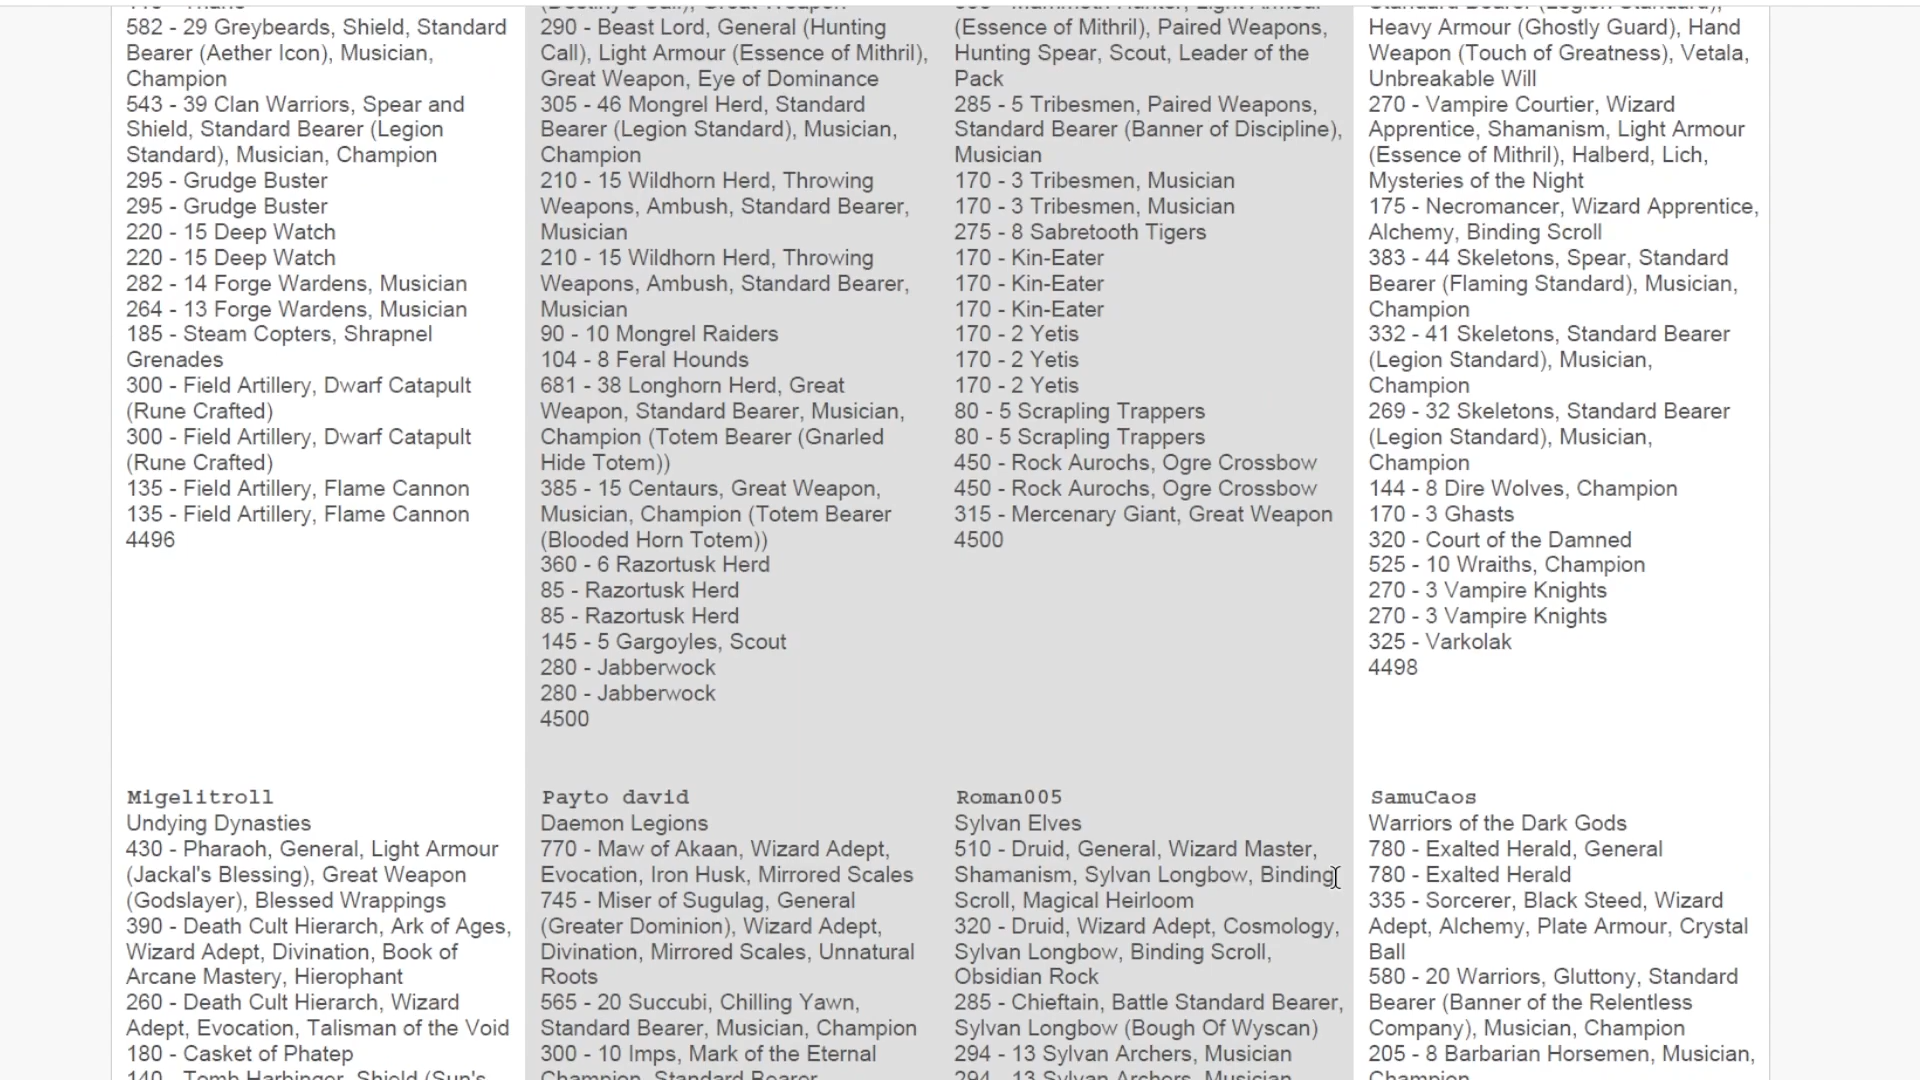 582 - 29 Greybeards, Shield, Standard
Bearer (Aether Icon), Musician,
Champion
543 - 39 Clan Warriors, Spear and
Shield, Standard Bearer (Legion
Standard), Musician, Champion
295 - Grudge Buster
295 - Grudge Buster
220 - 15 Deep Watch
220 - 15 Deep Watch
282 - 14 Forge Wardens, Musician
264 - 13 Forge Wardens, Musician
185 - Steam Copters, Shrapnel
Grenades
300 - Field Artillery, Dwarf Catapult
(Rune Crafted)
300 - Field Artillery, Dwarf Catapult
(Rune Crafted)
135 - Field Artillery, Flame Cannon
135 - Field Artillery, Flame Cannon
4496
290 - Beast Lord, General (Hunting
Call), Light Armour (Essence of Mithril),
Great Weapon, Eye of Dominance
305 - 46 Mongrel Herd, Standard
Bearer (Legion Standard), Musician,
Champion
210 - 15 Wildhorn Herd, Throwing
Weapons, Ambush, Standard Bearer,
Musician
210 - 15 Wildhorn Herd, Throwing
Weapons, Ambush, Standard Bearer,
Musician
90 - 10 Mongrel Raiders
104 - 8 Feral Hounds
681 - 38 Longhorn Herd, Great
Weapon, Standard Bearer, Musician,
Champion (Totem Bearer (Gnarled
Hide Totem))
385 - 15 Centaurs, Great Weapon,
Musician, Champion (Totem Bearer
(Blooded Horn Totem))
360 - 6 Razortusk Herd
85 - Razortusk Herd
85 - Razortusk Herd
145 - 5 Gargoyles, Scout
280 - Jabberwock
280 - Jabberwock
4500
(Essence of Mithril), Paired Weapons,
Hunting Spear, Scout, Leader of the
Pack
285 - 5 Tribesmen, Paired Weapons,
Standard Bearer (Banner of Discipline),
Musician
170 - 3 Tribesmen, Musician
170 - 3 Tribesmen, Musician
275 - 8 Sabretooth Tigers
170 - Kin-Eater
170 - Kin-Eater
170 - Kin-Eater
170 - 2 Yetis
170 - 2 Yetis
170 - 2 Yetis
80 - 5 Scrapling Trappers
80 - 5 Scrapling Trappers
450 - Rock Aurochs, Ogre Crossbow
450 - Rock Aurochs, Ogre Crossbow
315 - Mercenary Giant, Great Weapon
4500
Heavy Armour (Ghostly Guard), Hand
Weapon (Touch of Greatness), Vetala,
Unbreakable Will
270 - Vampire Courtier, Wizard
Apprentice, Shamanism, Light Armour
(Essence of Mithril), Halberd, Lich,
Mysteries of the Night
175 - Necromancer, Wizard Apprentice,
Alchemy, Binding Scroll
383 - 44 Skeletons, Spear, Standard
Bearer (Flaming Standard), Musician,
Champion
332 - 41 Skeletons, Standard Bearer
(Legion Standard), Musician,
Champion
269 - 32 Skeletons, Standard Bearer
(Legion Standard), Musician,
Champion
144 - 8 Dire Wolves, Champion
170 - 3 Ghasts
320 - Court of the Damned
525 - 10 Wraiths, Champion
270 - 3 Vampire Knights
270 - 3 Vampire Knights
325 - Varkolak
4498
Migelitroll
Undying Dynasties
430 - Pharaoh, General, Light Armour
(Jackal's Blessing), Great Weapon
(Godslayer), Blessed Wrappings
390 - Death Cult Hierarch, Ark of Ages,
Wizard Adept, Divination, Book of
Arcane Mastery, Hierophant
260 - Death Cult Hierarch, Wizard
Adept, Evocation, Talisman of the Void
180 - Casket of Phatep
140 - Tomb Harbinger, Shield (Sun's
Payto david
Daemon Legions
770 - Maw of Akaan, Wizard Adept,
Evocation, Iron Husk, Mirrored Scales
745 - Miser of Sugulag, General
(Greater Dominion), Wizard Adept,
Divination, Mirrored Scales, Unnatural
Roots
565 - 20 Succubi, Chilling Yawn,
Standard Bearer, Musician, Champion
300 - 10 Imps, Mark of the Eternal
Champion, Standard Bearer
Roman005
Sylvan Elves
510 - Druid, General, Wizard Master,
Shamanism, Sylvan Longbow, Binding
Scroll, Magical Heirloom
320 - Druid, Wizard Adept, Cosmology,
Sylvan Longbow, Binding Scroll,
Obsidian Rock
285 - Chieftain, Battle Standard Bearer,
Sylvan Longbow (Bough Of Wyscan)
294 - 13 Sylvan Archers, Musician
294 - 13 Sylvan Archers, Musician
SamuCaos
Warriors of the Dark Gods
780 - Exalted Herald, General
780 - Exalted Herald
335 - Sorcerer, Black Steed, Wizard
Adept, Alchemy, Plate Armour, Crystal
Ball
580 - 20 Warriors, Gluttony, Standard
Bearer (Banner of the Relentless
Company), Musician, Champion
205 - 8 Barbarian Horsemen, Musician,
Champion